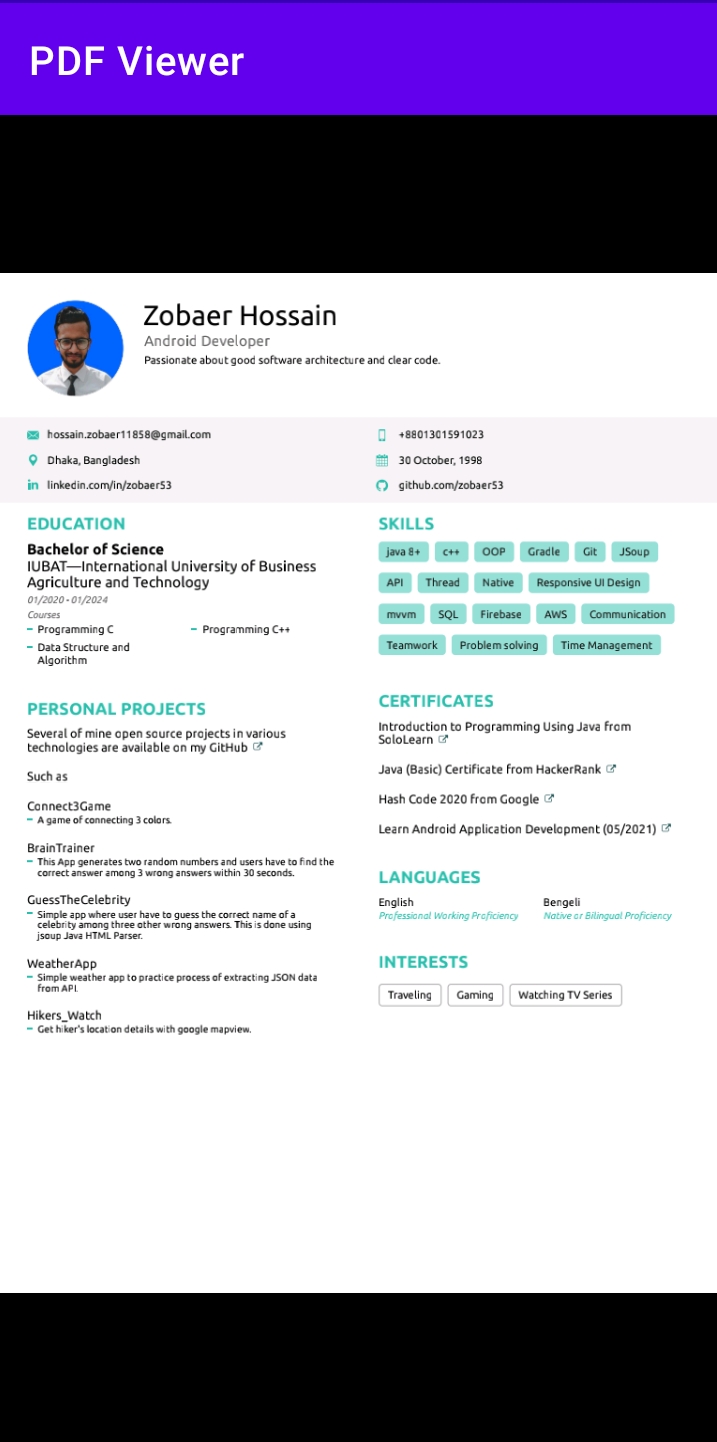 PDF Viewer
Zobaer Hossain
Android Developer
Passionate about good software architecture and clear code.
hossain.zobaer11858@gmail.com
+8801301591023
Dhaka, Bangladesh
30 October, 1998
linkedin.com/in/zobaer53
github.com/zobaer53
EDUCATION
Bachelor of Science
IUBAT—International University of Business
Agriculture and Technology
01/2020 - 01/2024
Courses
Programming C
Programming C++
Data Structure and
Algorithm
PERSONAL PROJECTS
Several of mine open source projects in various
technologies are available on my GitHub
Such as
Connect3Game
A game of connecting 3 colors.
BrainTrainer
This App generates two random numbers and users have to find the
correct answer among 3 wrong answers within 30 seconds.
GuessTheCelebrity
Simple app where user have to guess the correct name of a
celebrity among three other wrong answers. This is done using
jsoup Java HTML Parser.
WeatherApp
Simple weather app to practice process of extracting JSON data
from API.
Hikers_Watch
Get hiker's location details with google mapview.
SKILLS
java 8+ c++ OOP Gradle Git JSoup
API Thread Native Responsive UI Design
mvvm SQL Firebase AWS Communication
Teamwork Problem solving Time Management
CERTIFICATES
Introduction to Programming Using Java from
SoloLearn
Java (Basic) Certificate from HackerRank
Hash Code 2020 from Google
Learn Android Application Development (05/2021)
LANGUAGES
English
Professional Working Proficiency
Bengeli
Native or Bilingual Proficiency
INTERESTS
Traveling Gaming Watching TV Series